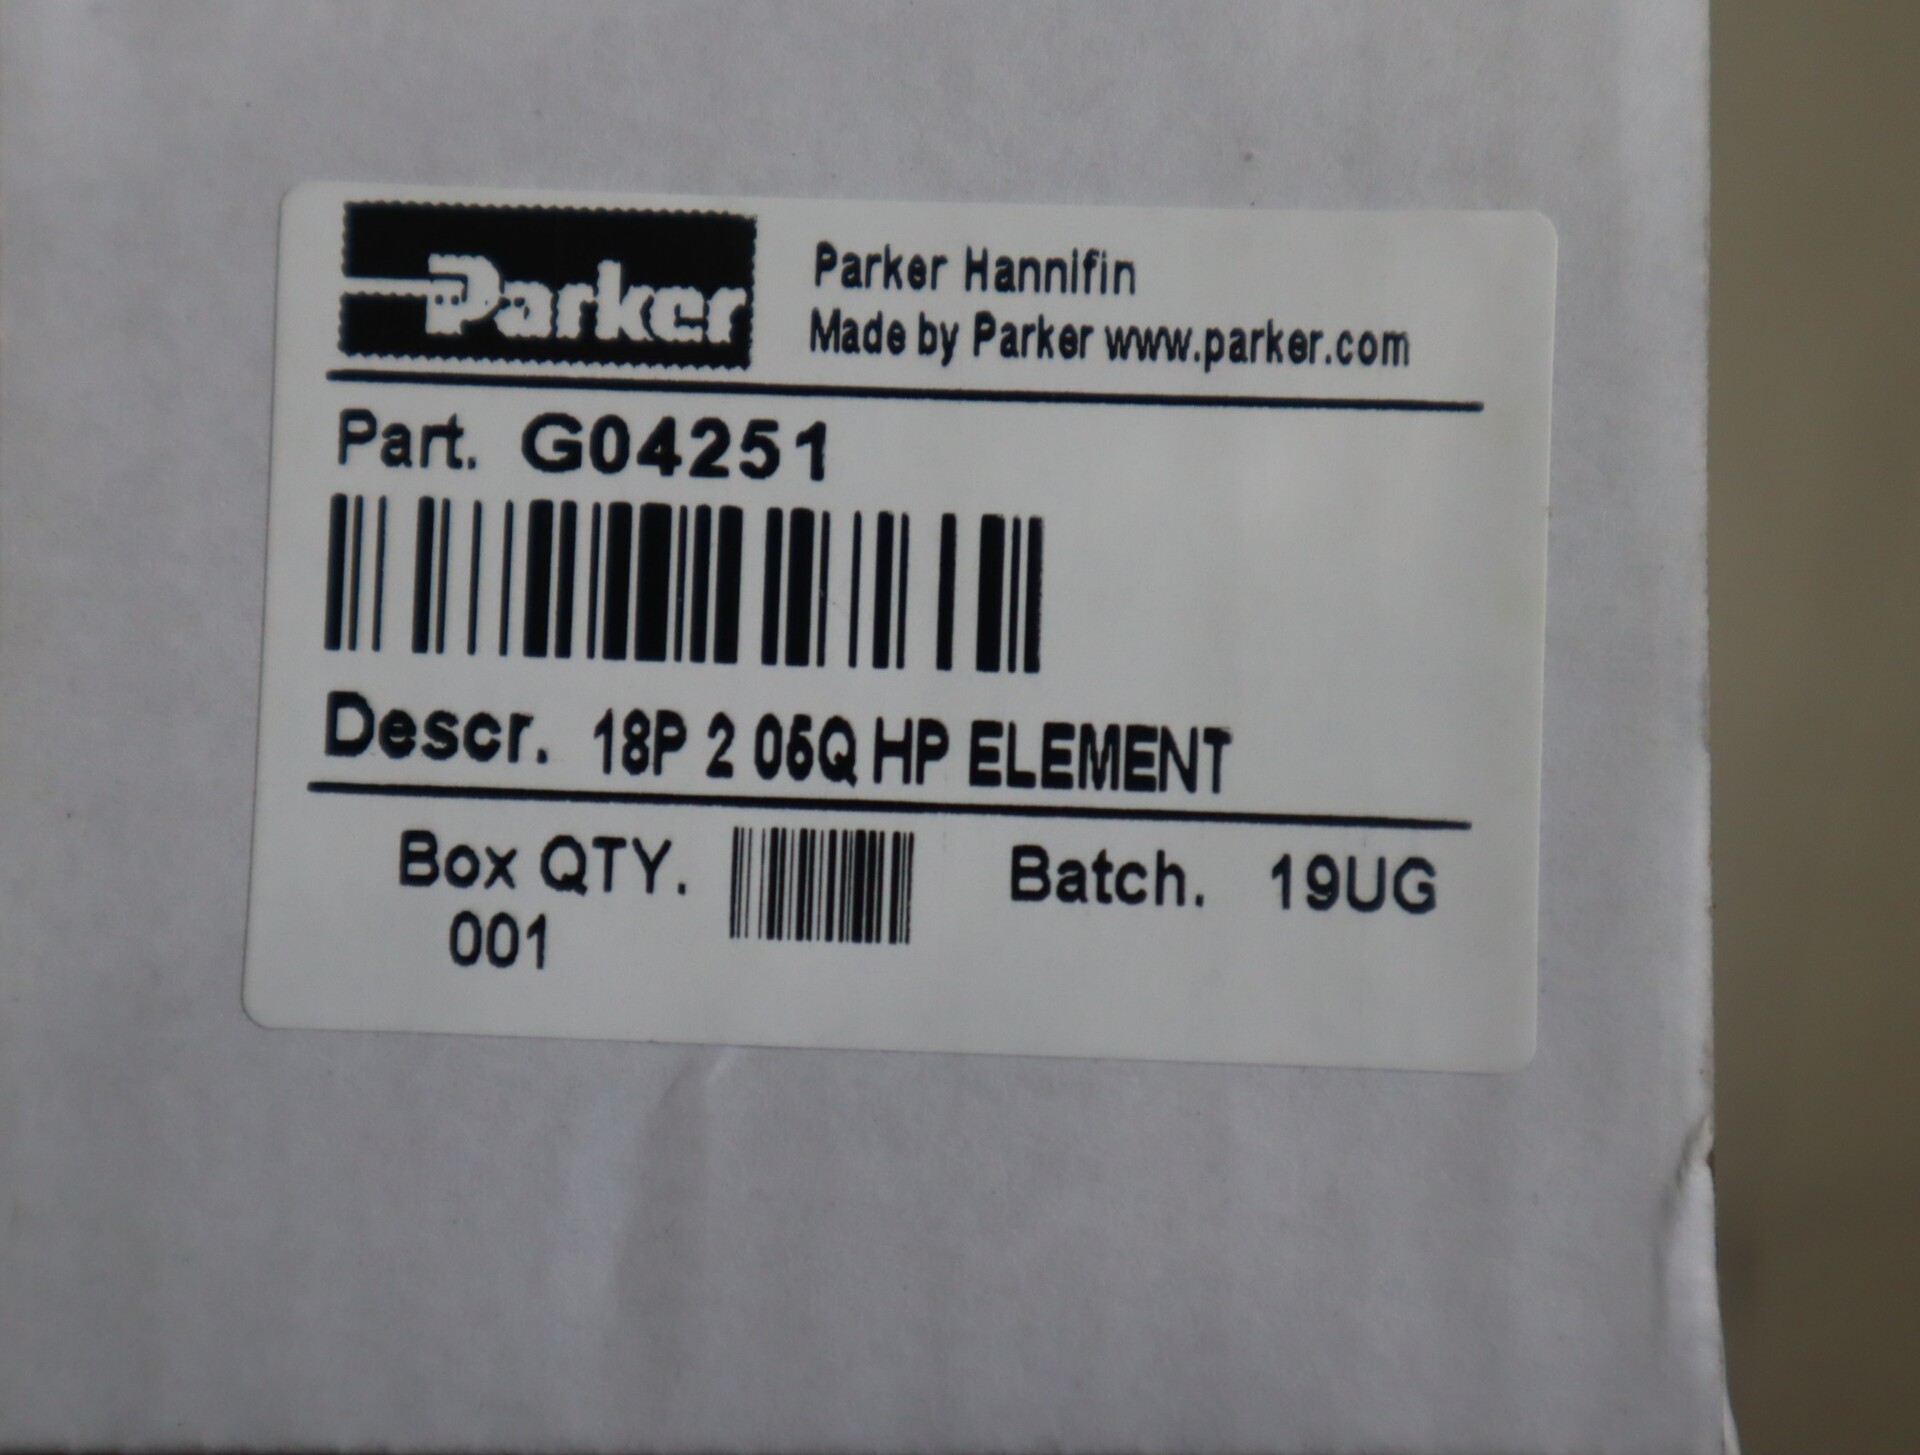 Parker
Parker Hannifin
Made by Parker www.parker.com
Part. G04251
Descr. 18P 2 05Q HP ELEMENT
Box QTY.
001
Batch. 19UG